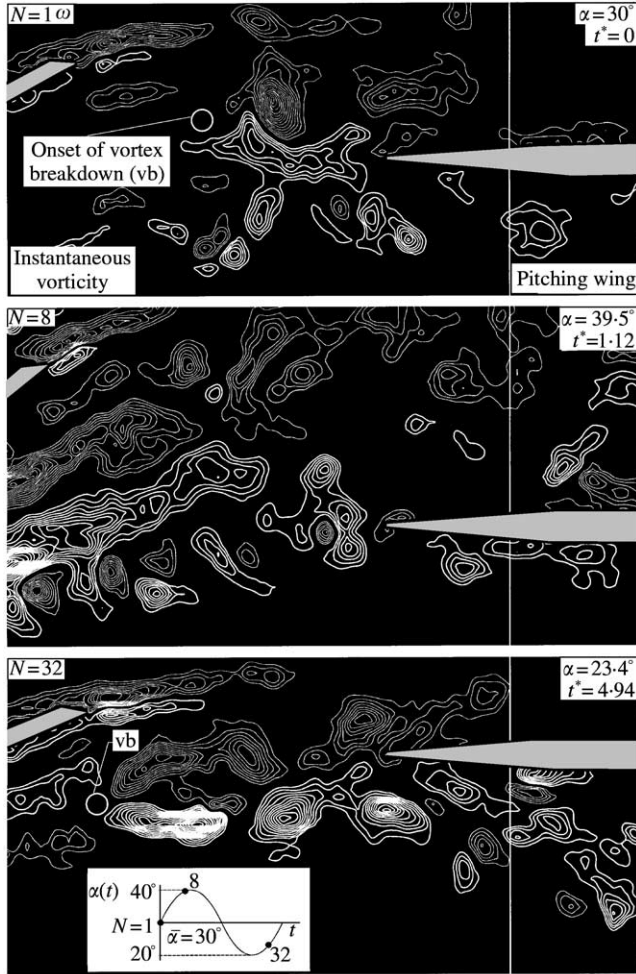 N=1 ω
α=30°
t*=0
Onset of vortex
breakdown (vb)
Instantaneous
vorticity
Pitching wing
N=8
α=39·5°
t*=1·12
N=32
α=23·4°
t*=4·94
vb
α(t)
40°
8
N=1
ᾱ=30°
t
20°
32